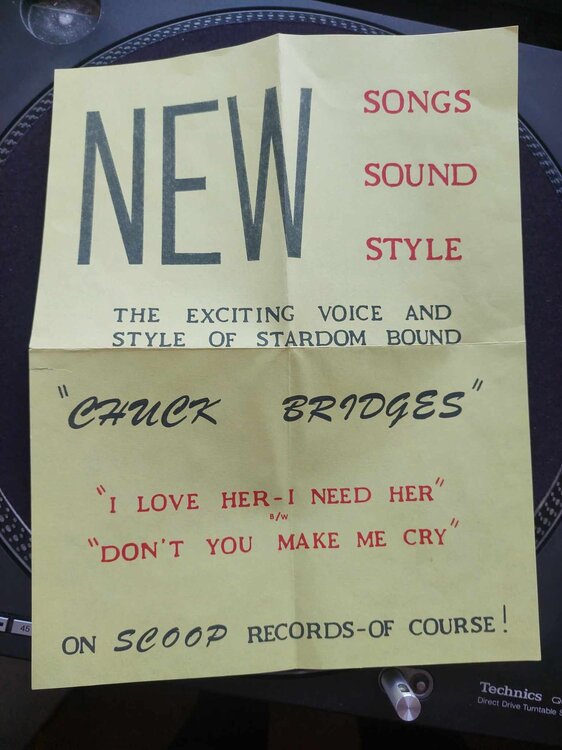 NEW
SONGS
SOUND
STYLE
THE EXCITING VOICE AND
STYLE OF STARDOM BOUND
"CHUCK BRIDGES"
"I LOVE HER-I NEED HER"
B/W
"DON'T YOU MAKE ME CRY"
ON SCOOP RECORDS-OF COURSE!
45
Technics
Direct Drive Turntable